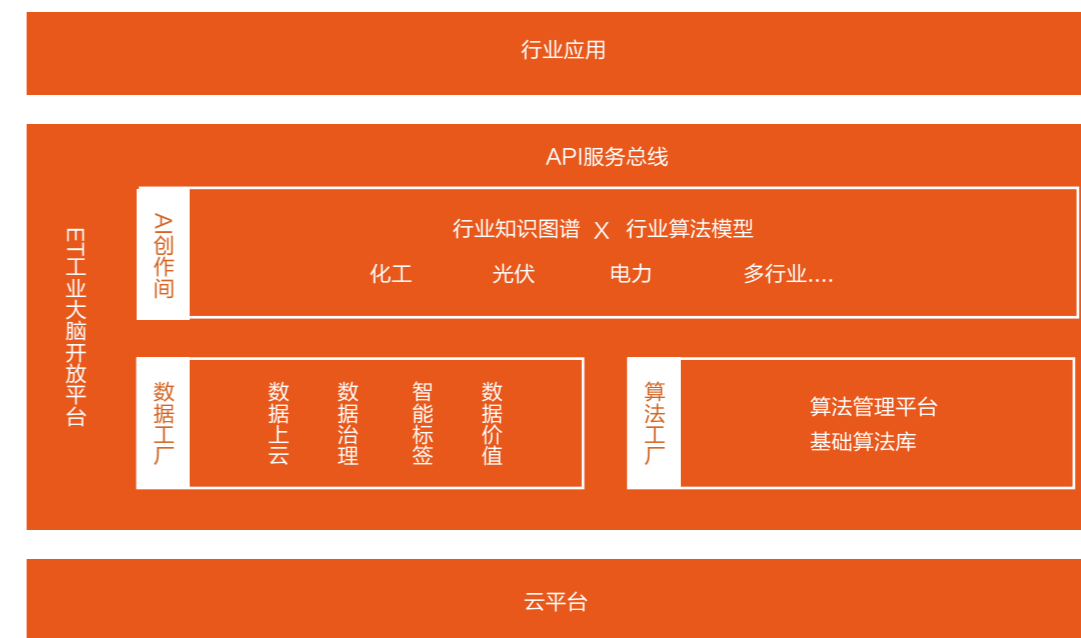 行业应用
API服务总线
ET工业大脑开放平台
AI创作间
行业知识图谱 X 行业算法模型
化工 光伏 电力 多行业....
数据工厂
数据上云
数据治理
智能标签
数据价值
算法工厂
算法管理平台
基础算法库
云平台